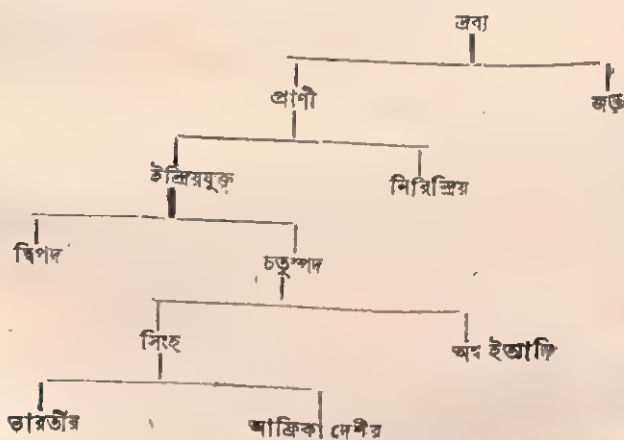 দ্রব্য
প্রাণী জড়
ইন্দ্রিয়যুক্ত নিরিন্দ্রিয়
দ্বিপদ চতুষ্পদ
সিংহ অশ্ব ইত্যাদি
ভারতীয় আফ্রিকা দেশীয়